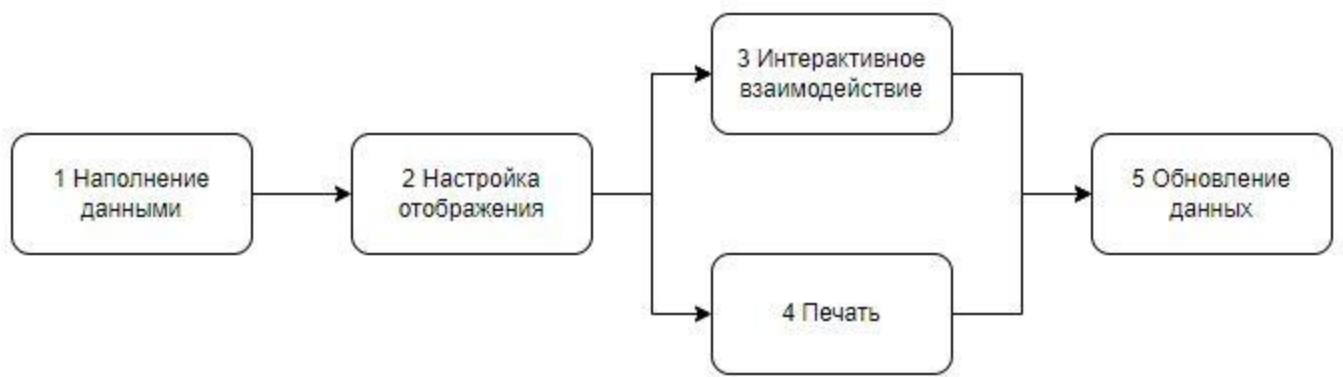 1 Наполнение
данными
2 Настройка
отображения
3 Интерактивное
взаимодействие
4 Печать
5 Обновление
данных